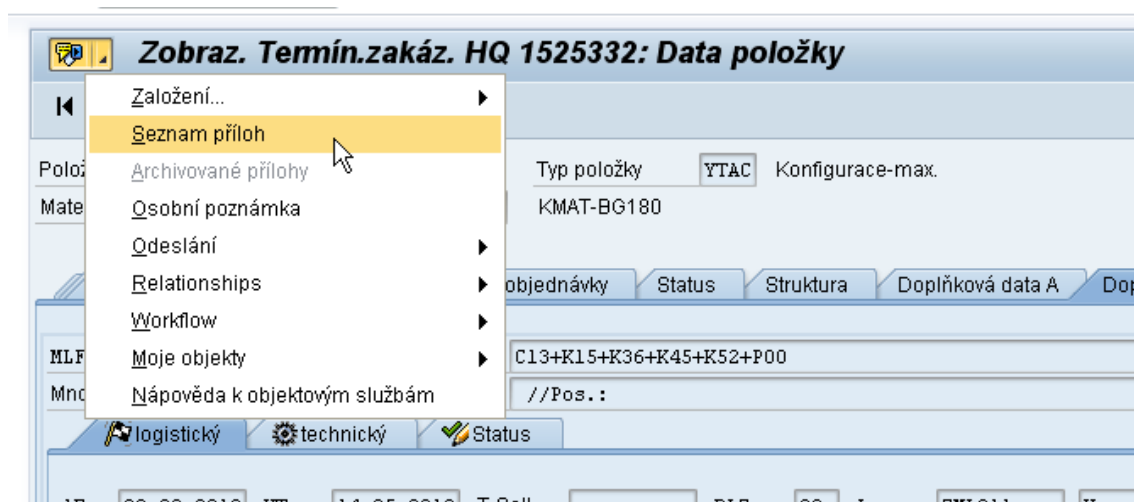 Zobraz. Termín.zakáz. HQ 1525332: Data položky
Založení...
Seznam příloh
Archivované přílohy
Typ položky YTAC Konfigurace-max.
Osobní poznámka
KMAT-BG180
Odeslání
Relationships
objednávky Status Struktura Doplňková data A
Workflow
Moje objekty
C13+K15+K36+K45+K52+P00
Nápověda k objektovým službám
//Pos.:
logistický technický Status